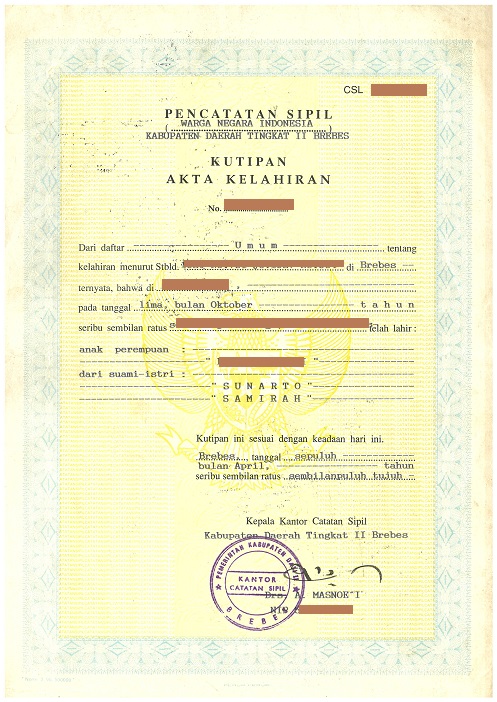 CSL
PENCATATAN SIPIL
( WARGA NEGARA INDONESIA )
KABUPATEN DAERAH TINGKAT II BREBES
KUTIPAN
AKTA KELAHIRAN
No.
Dari daftar Umum tentang
kelahiran menurut Stbld. di Brebes
ternyata, bahwa di
pada tanggal lima, bulan Oktober tahun
seribu sembilan ratus telah lahir :
anak perempuan :
" "
dari suami-istri :
" SUNARTO "
" SAMIRAH "
Kutipan ini sesuai dengan keadaan hari ini.
Brebes, tanggal sepuluh
bulan April, tahun
seribu sembilan ratus sembilanpuluh tujuh
Kepala Kantor Catatan Sipil
Kabupaten Daerah Tingkat II Brebes
PEMERINTAH KABUPATEN
KANTOR
CATATAN SIPIL
BREBES
Drs. A. MASNOE'I
NIP